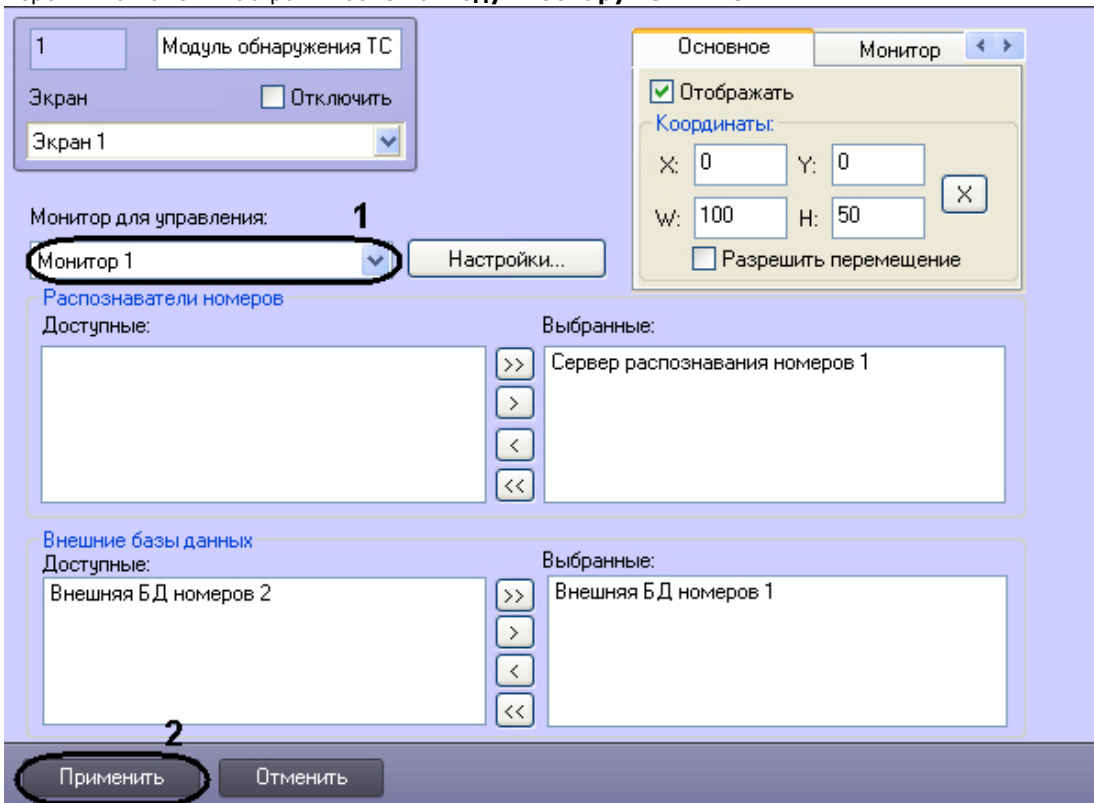 1
Модуль обнаружения ТС
Экран
Отключить
Экран 1
Основное
Монитор
Отображать
Координаты:
X: 0 Y: 0
X
W: 100 H: 50
Разрешить перемещение
Монитор для управления:
1
Монитор 1
Настройки...
Распознаватели номеров
Доступные:
Выбранные:
Сервер распознавания номеров 1
>>
>
<
<<
Внешние базы данных
Доступные:
Выбранные:
Внешняя БД номеров 2
Внешняя БД номеров 1
>>
>
<
<<
2
Применить
Отменить